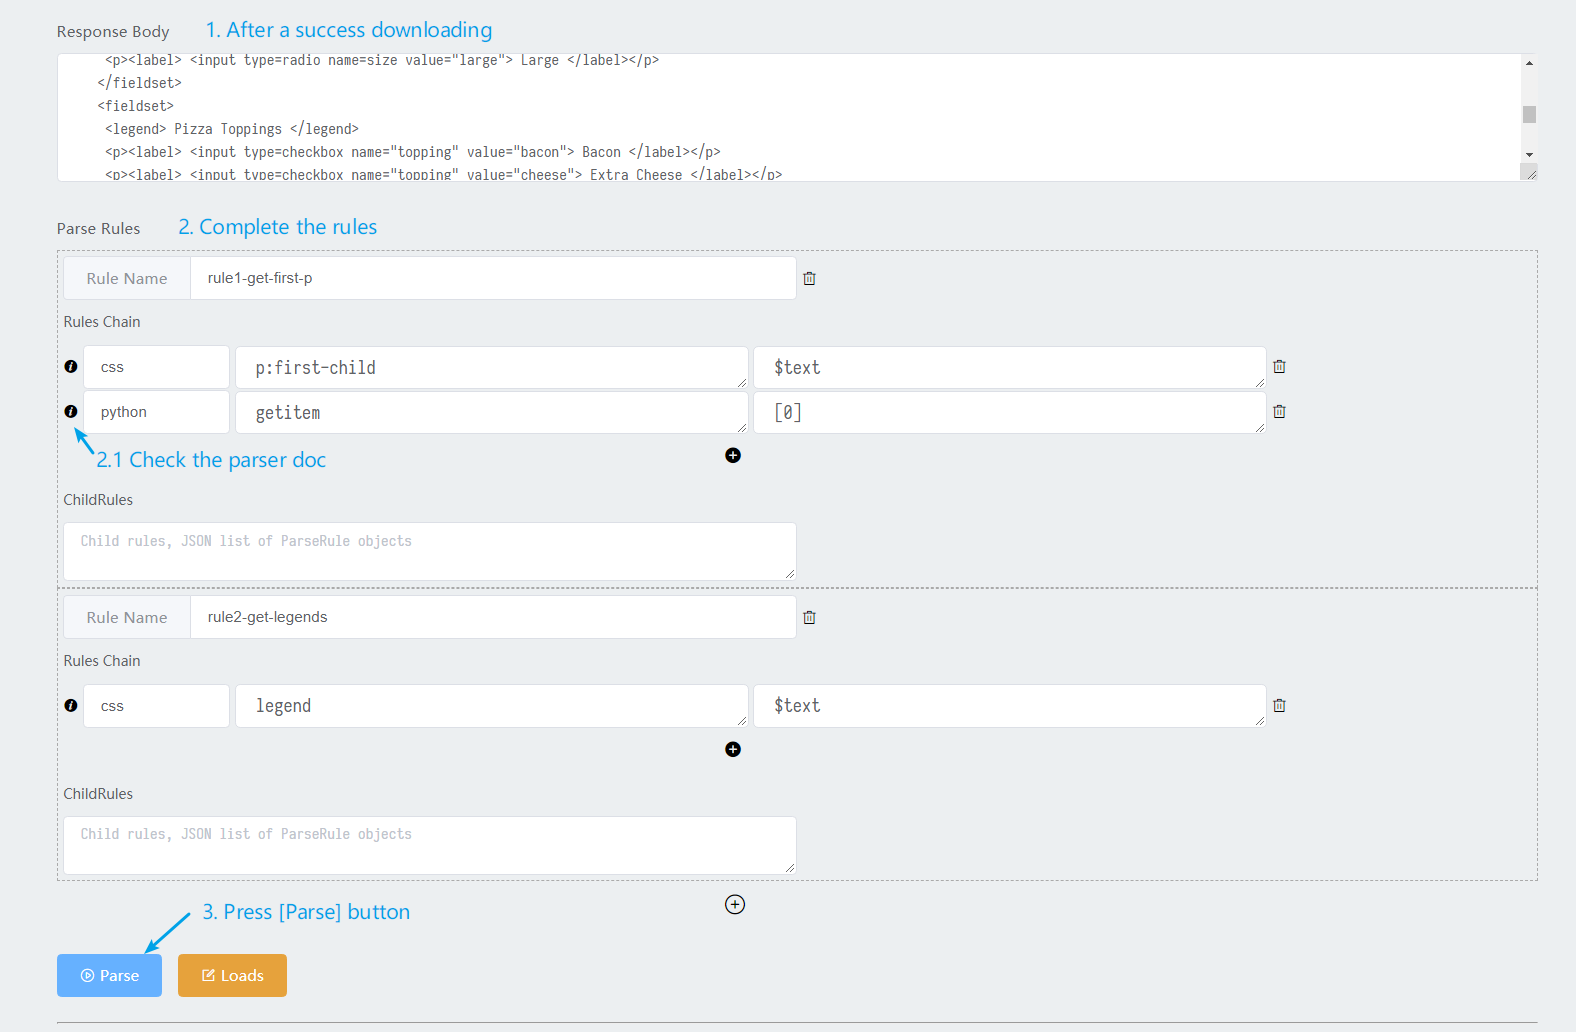 Response Body
1. After a success downloading
<p><label> <input type=radio name=size value="large"> Large </label></p>
</fieldset>
<fieldset>
<legend> Pizza Toppings </legend>
<p><label> <input type=checkbox name="topping" value="bacon"> Bacon </label></p>
<p><label> <input type=checkbox name="topping" value="cheese"> Extra Cheese </label></p>
Parse Rules
2. Complete the rules
Rule Name
rule1-get-first-p
Rules Chain
css
p:first-child
$text
python
getitem
[0]
2.1 Check the parser doc
ChildRules
Child rules, JSON list of ParseRule objects
Rule Name
rule2-get-legends
Rules Chain
css
legend
$text
ChildRules
Child rules, JSON list of ParseRule objects
3. Press [Parse] button
Parse
Loads